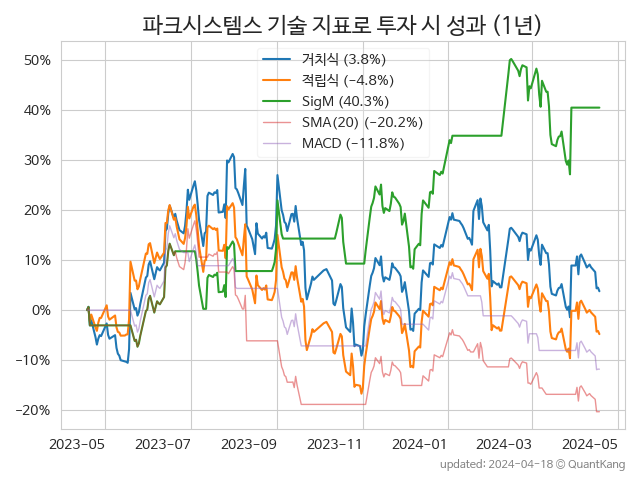 파크시스템스 기술 지표로 투자 시 성과 (1년)
거치식 (3.8%)
적립식 (−4.8%)
SigM (40.3%)
SMA(20) (−20.2%)
MACD (−11.8%)
50%
40%
30%
20%
10%
0%
−10%
−20%
2023-05 2023-07 2023-09 2023-11 2024-01 2024-03 2024-05
updated: 2024-04-18 © QuantKang